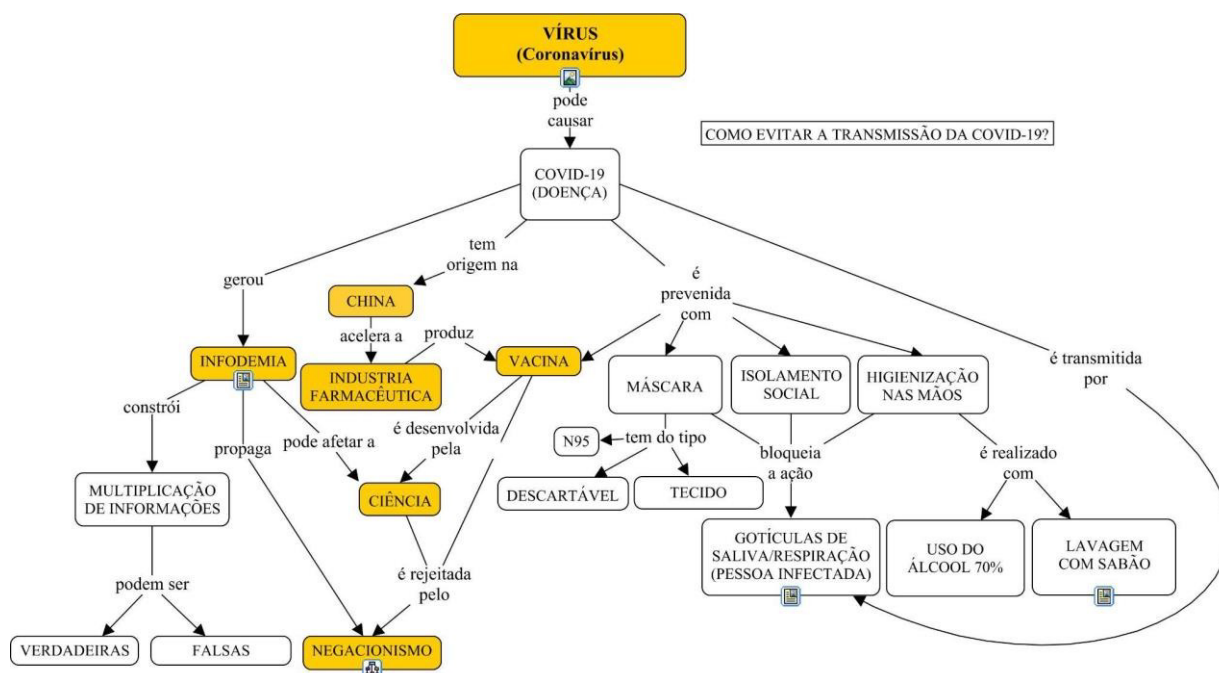 VÍRUS
(Coronavírus)
pode
causar
COMO EVITAR A TRANSMISSÃO DA COVID-19?
COVID-19
(DOENÇA)
gerou
tem
origem na
é
prevenida
com
é transmitida
por
CHINA
acelera a
produz
INFODEMIA
INDUSTRIA
FARMACÊUTICA
VACINA
MÁSCARA
ISOLAMENTO
SOCIAL
HIGIENIZAÇÃO
NAS MÃOS
constrói
propaga
pode afetar a
é desenvolvida
pela
N95
tem do tipo
bloqueia
a ação
é realizado
com
MULTIPLICAÇÃO
DE INFORMAÇÕES
CIÊNCIA
DESCARTÁVEL
TECIDO
GOTÍCULAS DE
SALIVA/RESPIRAÇÃO
(PESSOA INFECTADA)
USO DO
ÁLCOOL 70%
LAVAGEM
COM SABÃO
podem ser
é rejeitada
pelo
VERDADEIRAS
FALSAS
NEGACIONISMO